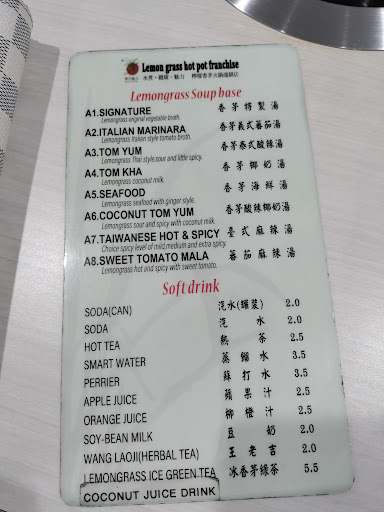 Lemon grass hot pot franchise
Lemongrass Soup base
A1.SIGNATURE 香茅特製湯
Lemongrass original vegetable broth.
A2.ITALIAN MARINARA 香茅義式蕃茄湯
Lemongrass Italian style tomato broth.
A3.TOM YUM 香茅泰式酸辣湯
Lemongrass Thai style,sour and little spicy.
A4.TOM KHA 香茅椰奶湯
Lemongrass coconut milk.
A5.SEAFOOD 香茅海鮮湯
Lemongrass seafood with ginger style.
A6.COCONUT TOM YUM 香茅酸辣椰奶湯
Lemongrass sour and spicy with coconut milk.
A7.TAIWANESE HOT & SPICY 臺式麻辣湯
Choice spicy level of mild,medium and extra spicy.
A8.SWEET TOMATO MALA 蕃茄麻辣湯
Lemongrass hot and spicy with sweet tomato.
Soft drink
SODA(CAN) 汽水(罐裝) 2.0
SODA 汽水 2.0
HOT TEA 熱茶 2.5
SMART WATER 蒸餾水 3.5
PERRIER 蘇打水 3.5
APPLE JUICE 蘋果汁 2.5
ORANGE JUICE 柳橙汁 2.5
SOY-BEAN MILK 豆奶 2.0
WANG LAOJI(HERBAL TEA) 王老吉 2.0
LEMONGRASS ICE GREEN TEA 冰香茅綠茶 5.5
COCONUT JUICE DRINK